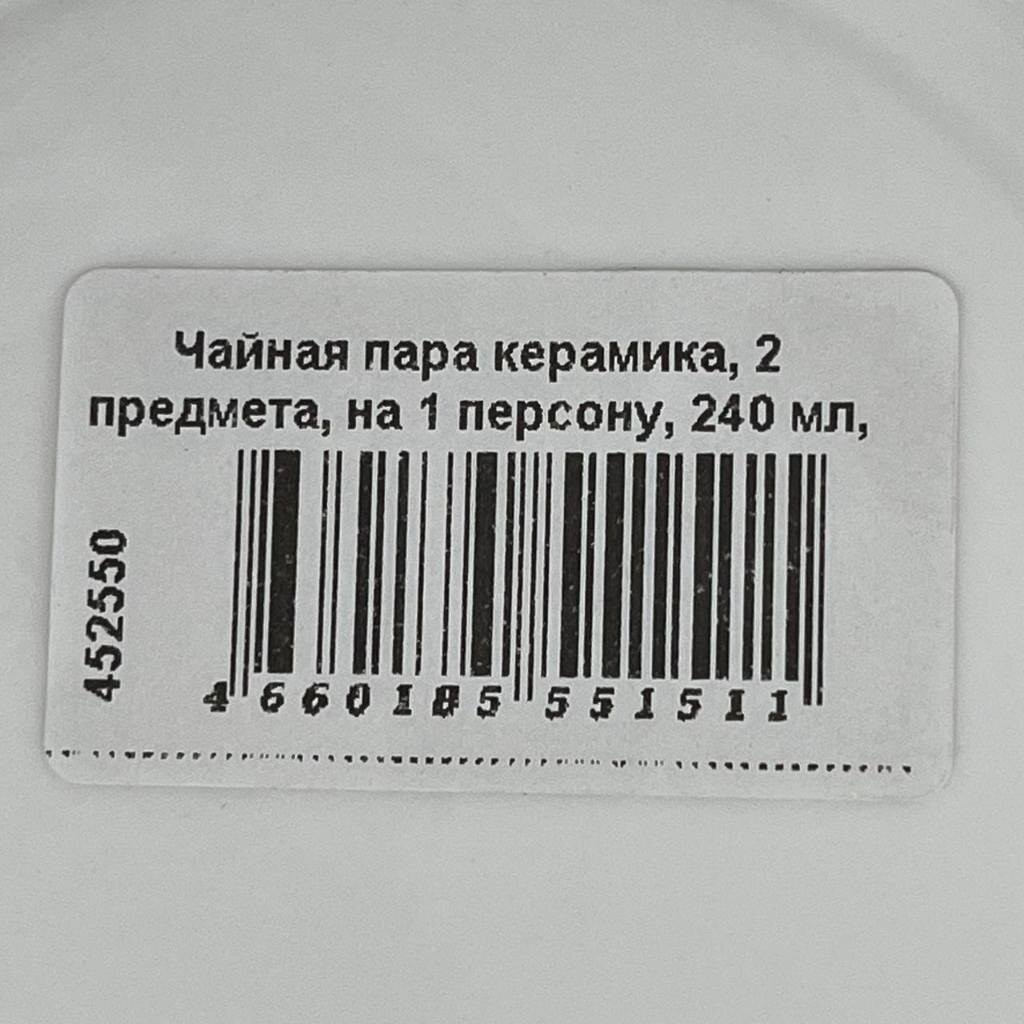 Чайная пара керамика, 2
предмета, на 1 персону, 240 мл,
452550
4 660185 551511